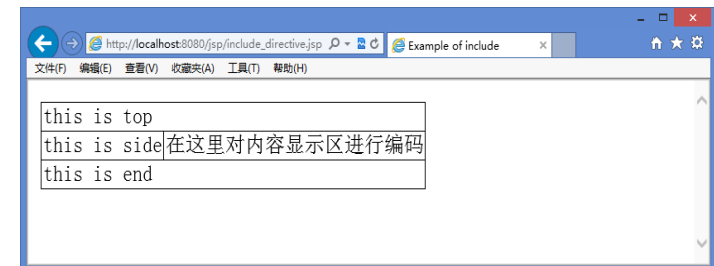 http://localhost:8080/jsp/include_directive.jsp
Example of include
文件(F) 编辑(E) 查看(V) 收藏夹(A) 工具(T) 帮助(H)
this is top
this is side 在这里对内容显示区进行编码
this is end